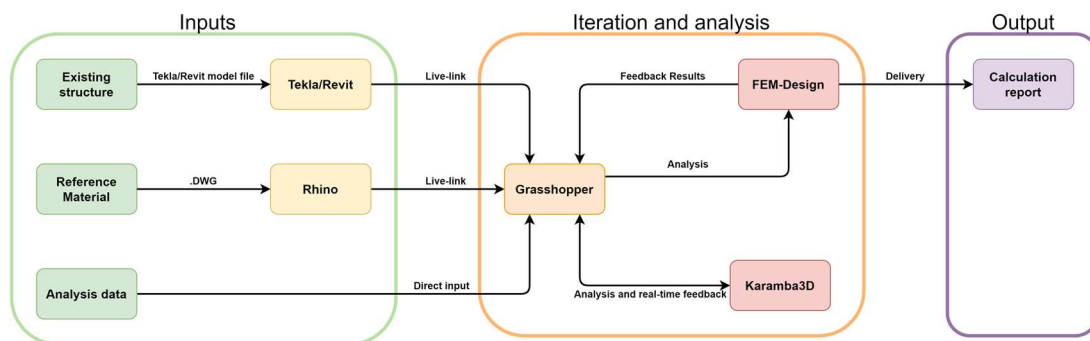 Inputs
Iteration and analysis
Output
Existing
structure
Tekla/Revit model file
Tekla/Revit
Live-link
Feedback Results
FEM-Design
Delivery
Calculation
report
Reference
Material
.DWG
Rhino
Live-link
Grasshopper
Analysis
Analysis data
Direct input
Analysis and real-time feedback
Karamba3D